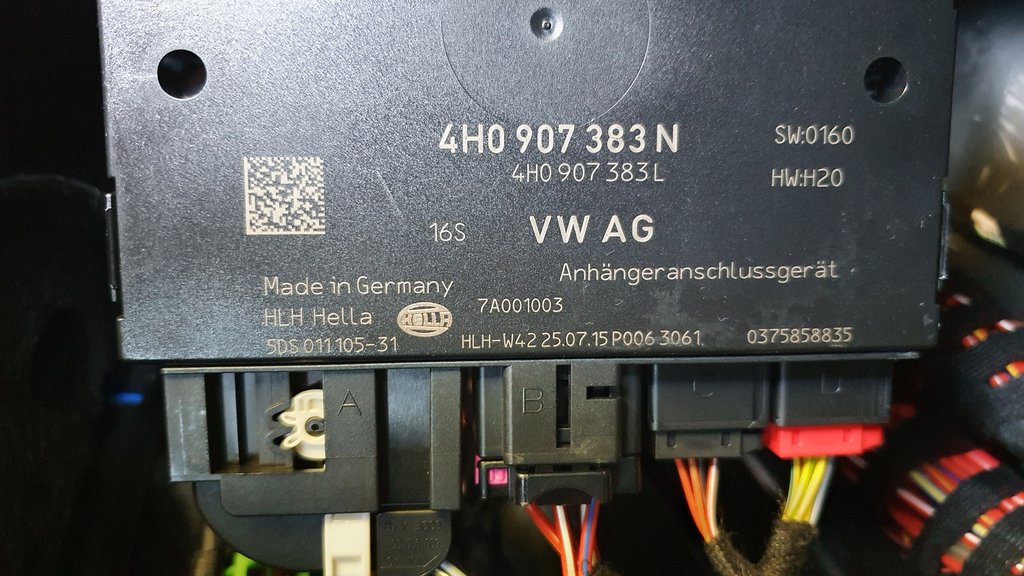 4H0 907 383 N
SW:0160
4H0 907 383 L
HW:H20
16S
VW AG
Anhängeranschlussgerät
Made in Germany
7A001003
HLH Hella
HELLA
5DS 011 105-31
HLH-W42 25.07.15 P006 3061
0375858835
A
B
C